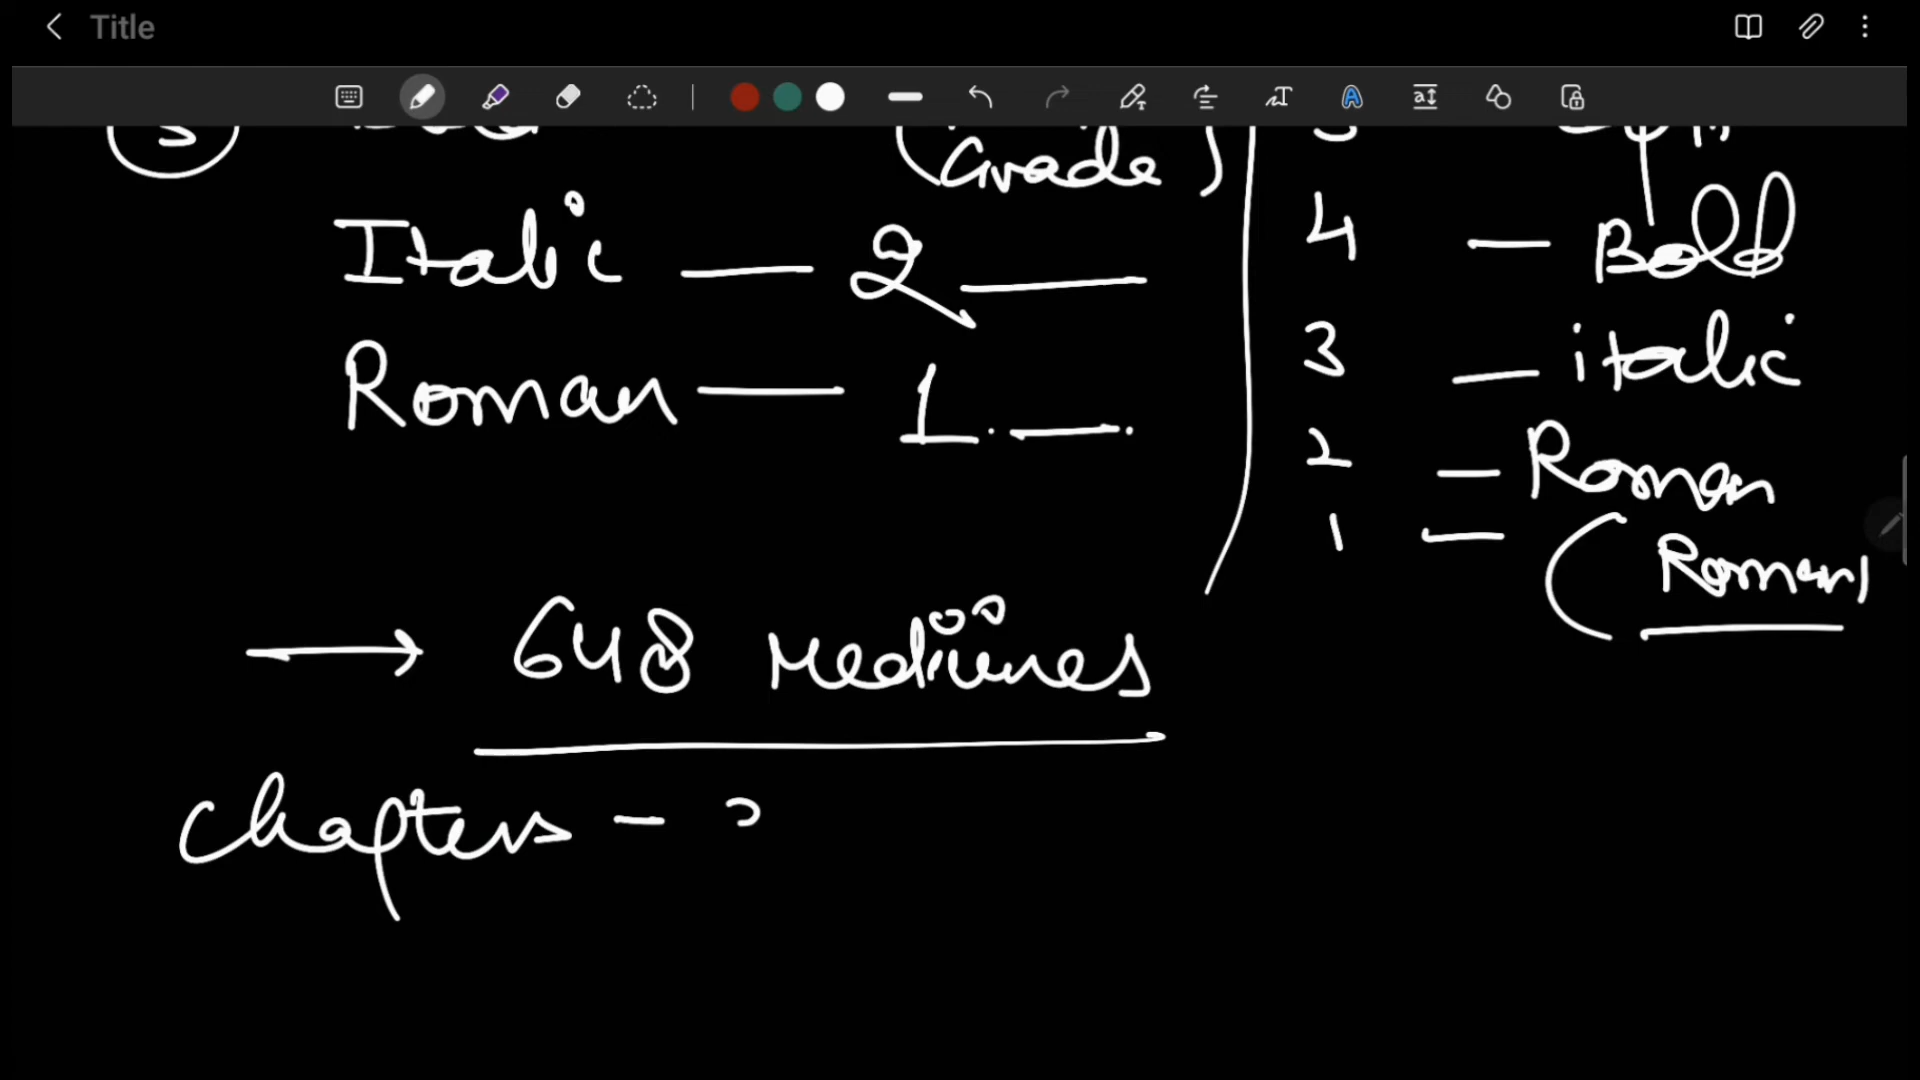 Title
(Grade)
Italic — 2 —
Roman — 1. —.
4 — Bold
3 — italic
2 — Roman
1 — (Roman)
→ 648 Medicines
Chapters –